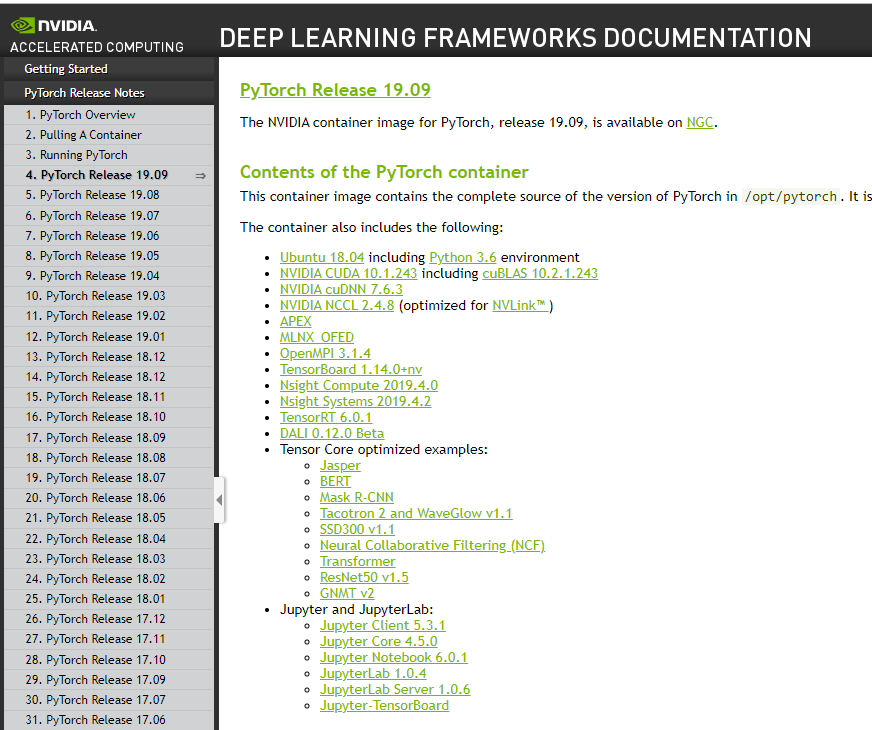 NVIDIA.
ACCELERATED COMPUTING
DEEP LEARNING FRAMEWORKS DOCUMENTATION
Getting Started
PyTorch Release Notes
1. PyTorch Overview
2. Pulling A Container
3. Running PyTorch
4. PyTorch Release 19.09 ⇒
5. PyTorch Release 19.08
6. PyTorch Release 19.07
7. PyTorch Release 19.06
8. PyTorch Release 19.05
9. PyTorch Release 19.04
10. PyTorch Release 19.03
11. PyTorch Release 19.02
12. PyTorch Release 19.01
13. PyTorch Release 18.12
14. PyTorch Release 18.12
15. PyTorch Release 18.11
16. PyTorch Release 18.10
17. PyTorch Release 18.09
18. PyTorch Release 18.08
19. PyTorch Release 18.07
20. PyTorch Release 18.06
21. PyTorch Release 18.05
22. PyTorch Release 18.04
23. PyTorch Release 18.03
24. PyTorch Release 18.02
25. PyTorch Release 18.01
26. PyTorch Release 17.12
27. PyTorch Release 17.11
28. PyTorch Release 17.10
29. PyTorch Release 17.09
30. PyTorch Release 17.07
31. PyTorch Release 17.06
PyTorch Release 19.09
The NVIDIA container image for PyTorch, release 19.09, is available on NGC.
Contents of the PyTorch container
This container image contains the complete source of the version of PyTorch in /opt/pytorch. It is
The container also includes the following:
• Ubuntu 18.04 including Python 3.6 environment
• NVIDIA CUDA 10.1.243 including cuBLAS 10.2.1.243
• NVIDIA cuDNN 7.6.3
• NVIDIA NCCL 2.4.8 (optimized for NVLink™ )
• APEX
• MLNX_OFED
• OpenMPI 3.1.4
• TensorBoard 1.14.0+nv
• Nsight Compute 2019.4.0
• Nsight Systems 2019.4.2
• TensorRT 6.0.1
• DALI 0.12.0 Beta
• Tensor Core optimized examples:
◦ Jasper
◦ BERT
◦ Mask R-CNN
◦ Tacotron 2 and WaveGlow v1.1
◦ SSD300 v1.1
◦ Neural Collaborative Filtering (NCF)
◦ Transformer
◦ ResNet50 v1.5
◦ GNMT v2
• Jupyter and JupyterLab:
◦ Jupyter Client 5.3.1
◦ Jupyter Core 4.5.0
◦ Jupyter Notebook 6.0.1
◦ JupyterLab 1.0.4
◦ JupyterLab Server 1.0.6
◦ Jupyter-TensorBoard